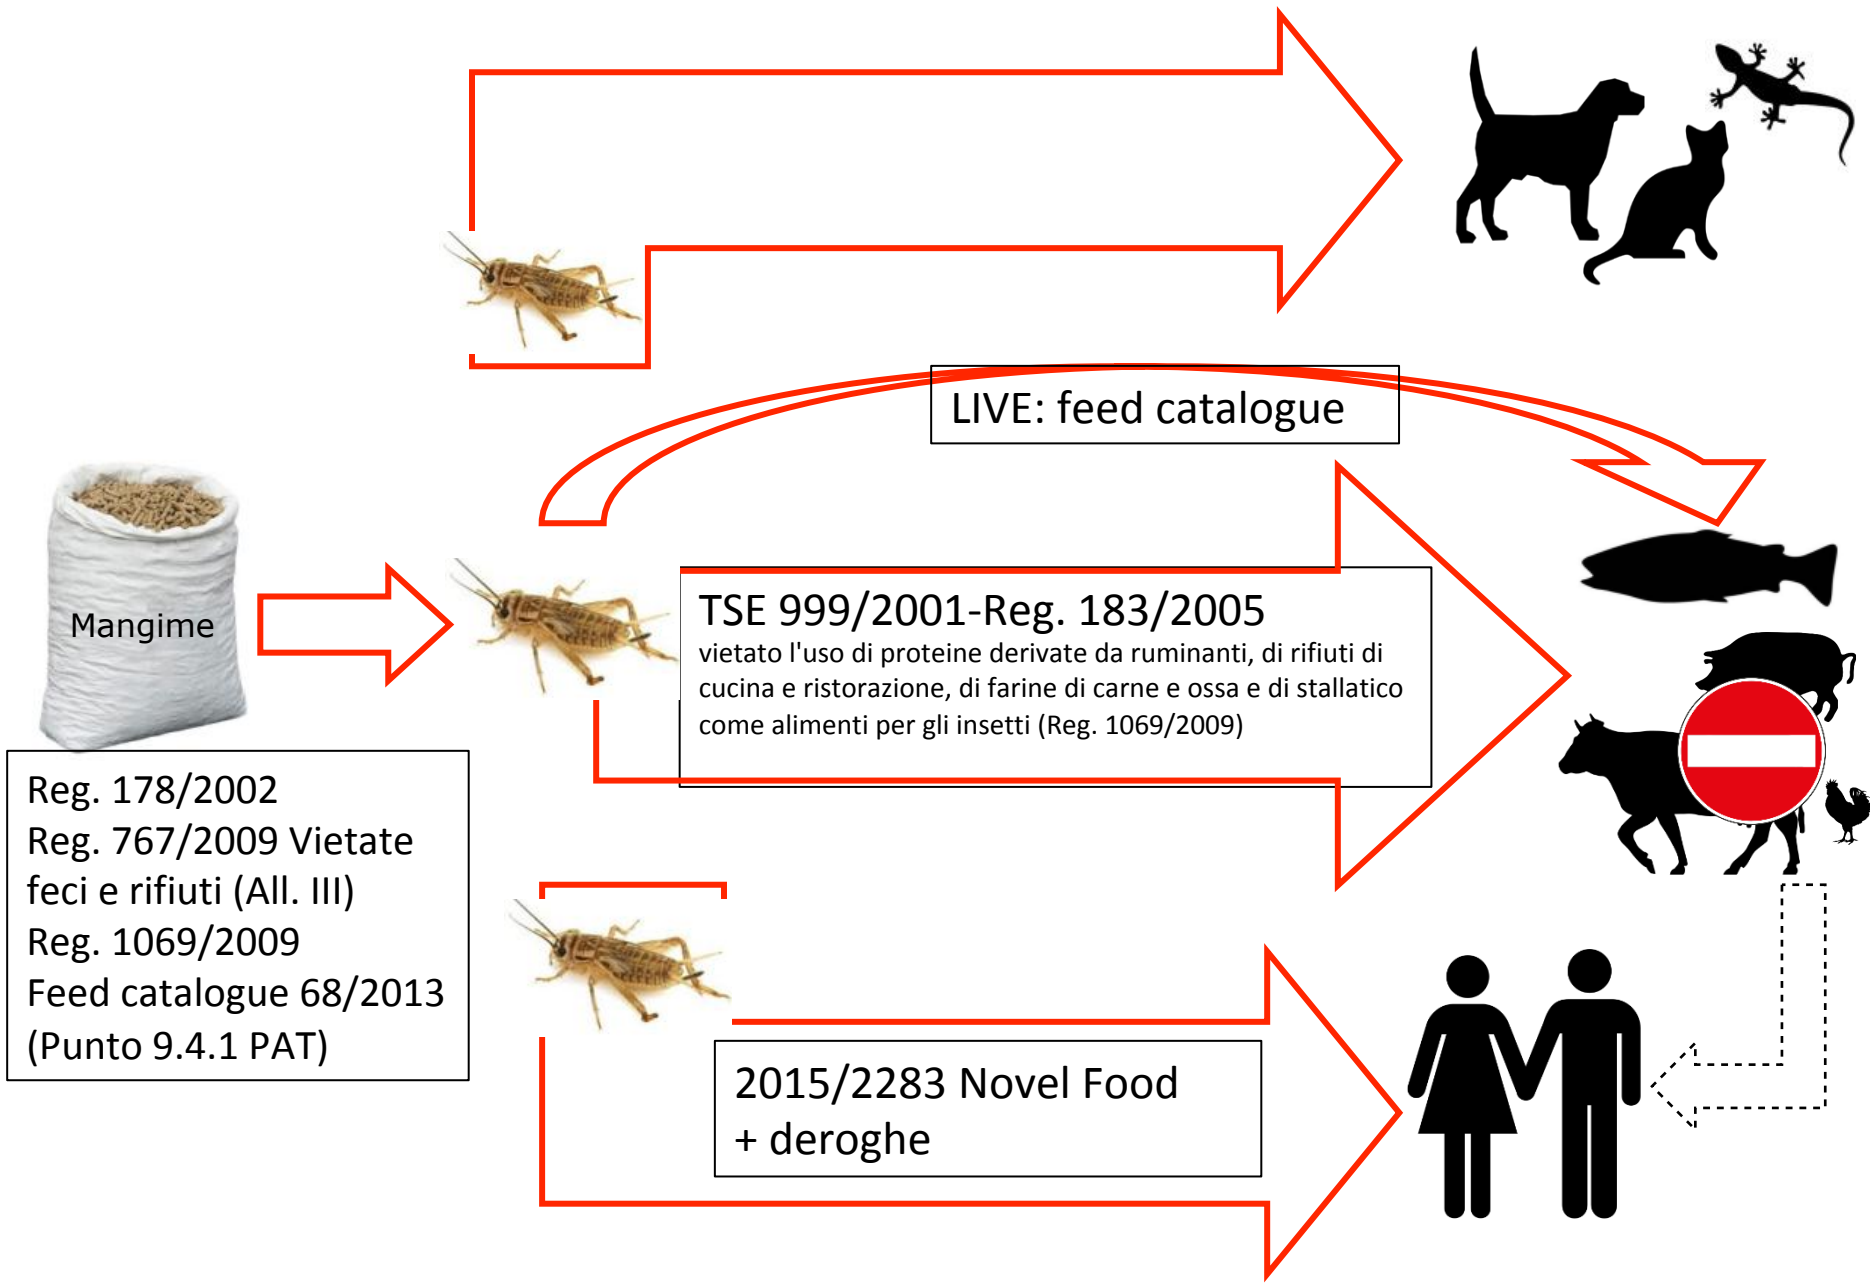 LIVE: feed catalogue
Mangime
TSE 999/2001-Reg. 183/2005
vietato l'uso di proteine derivate da ruminanti, di rifiuti di
cucina e ristorazione, di farine di carne e ossa e di stallatico
come alimenti per gli insetti (Reg. 1069/2009)
Reg. 178/2002
Reg. 767/2009 Vietate
feci e rifiuti (All. III)
Reg. 1069/2009
Feed catalogue 68/2013
(Punto 9.4.1 PAT)
2015/2283 Novel Food
+ deroghe